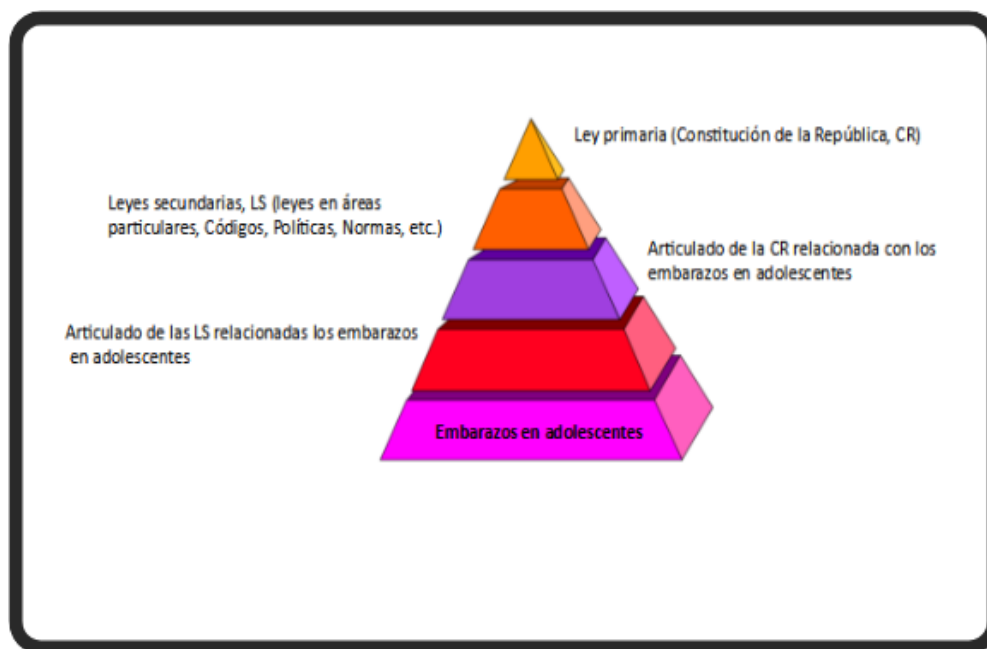 Ley primaria (Constitución de la República, CR)
Leyes secundarias, LS (leyes en áreas
particulares, Códigos, Políticas, Normas, etc.)
Articulado de la CR relacionada con los
embarazos en adolescentes
Articulado de las LS relacionadas los embarazos
en adolescentes
Embarazos en adolescentes